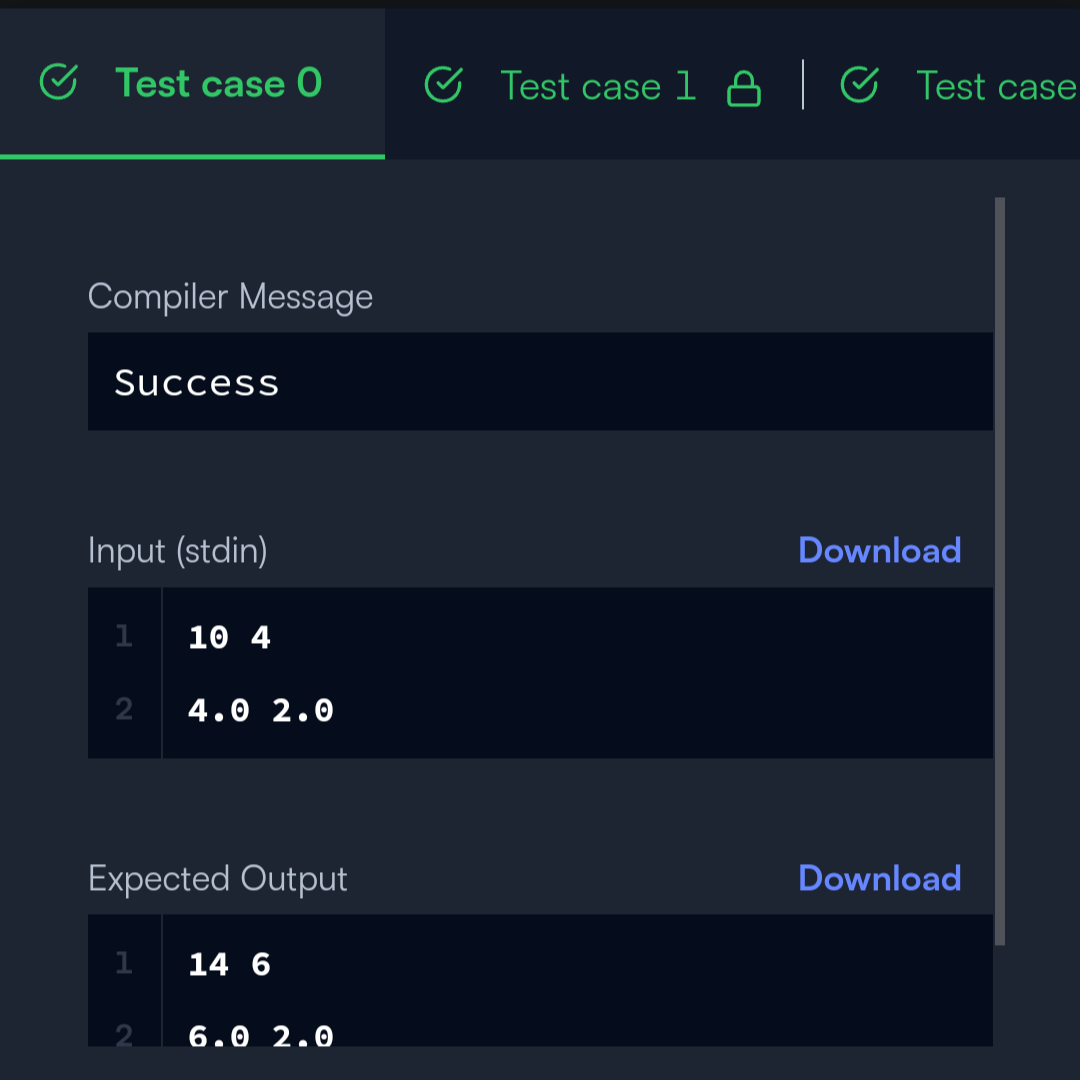 Test case 0 Test case 1 Test case
Compiler Message
Success
Input (stdin) Download
1 10 4
2 4.0 2.0
Expected Output Download
1 14 6
2 6.0 2.0